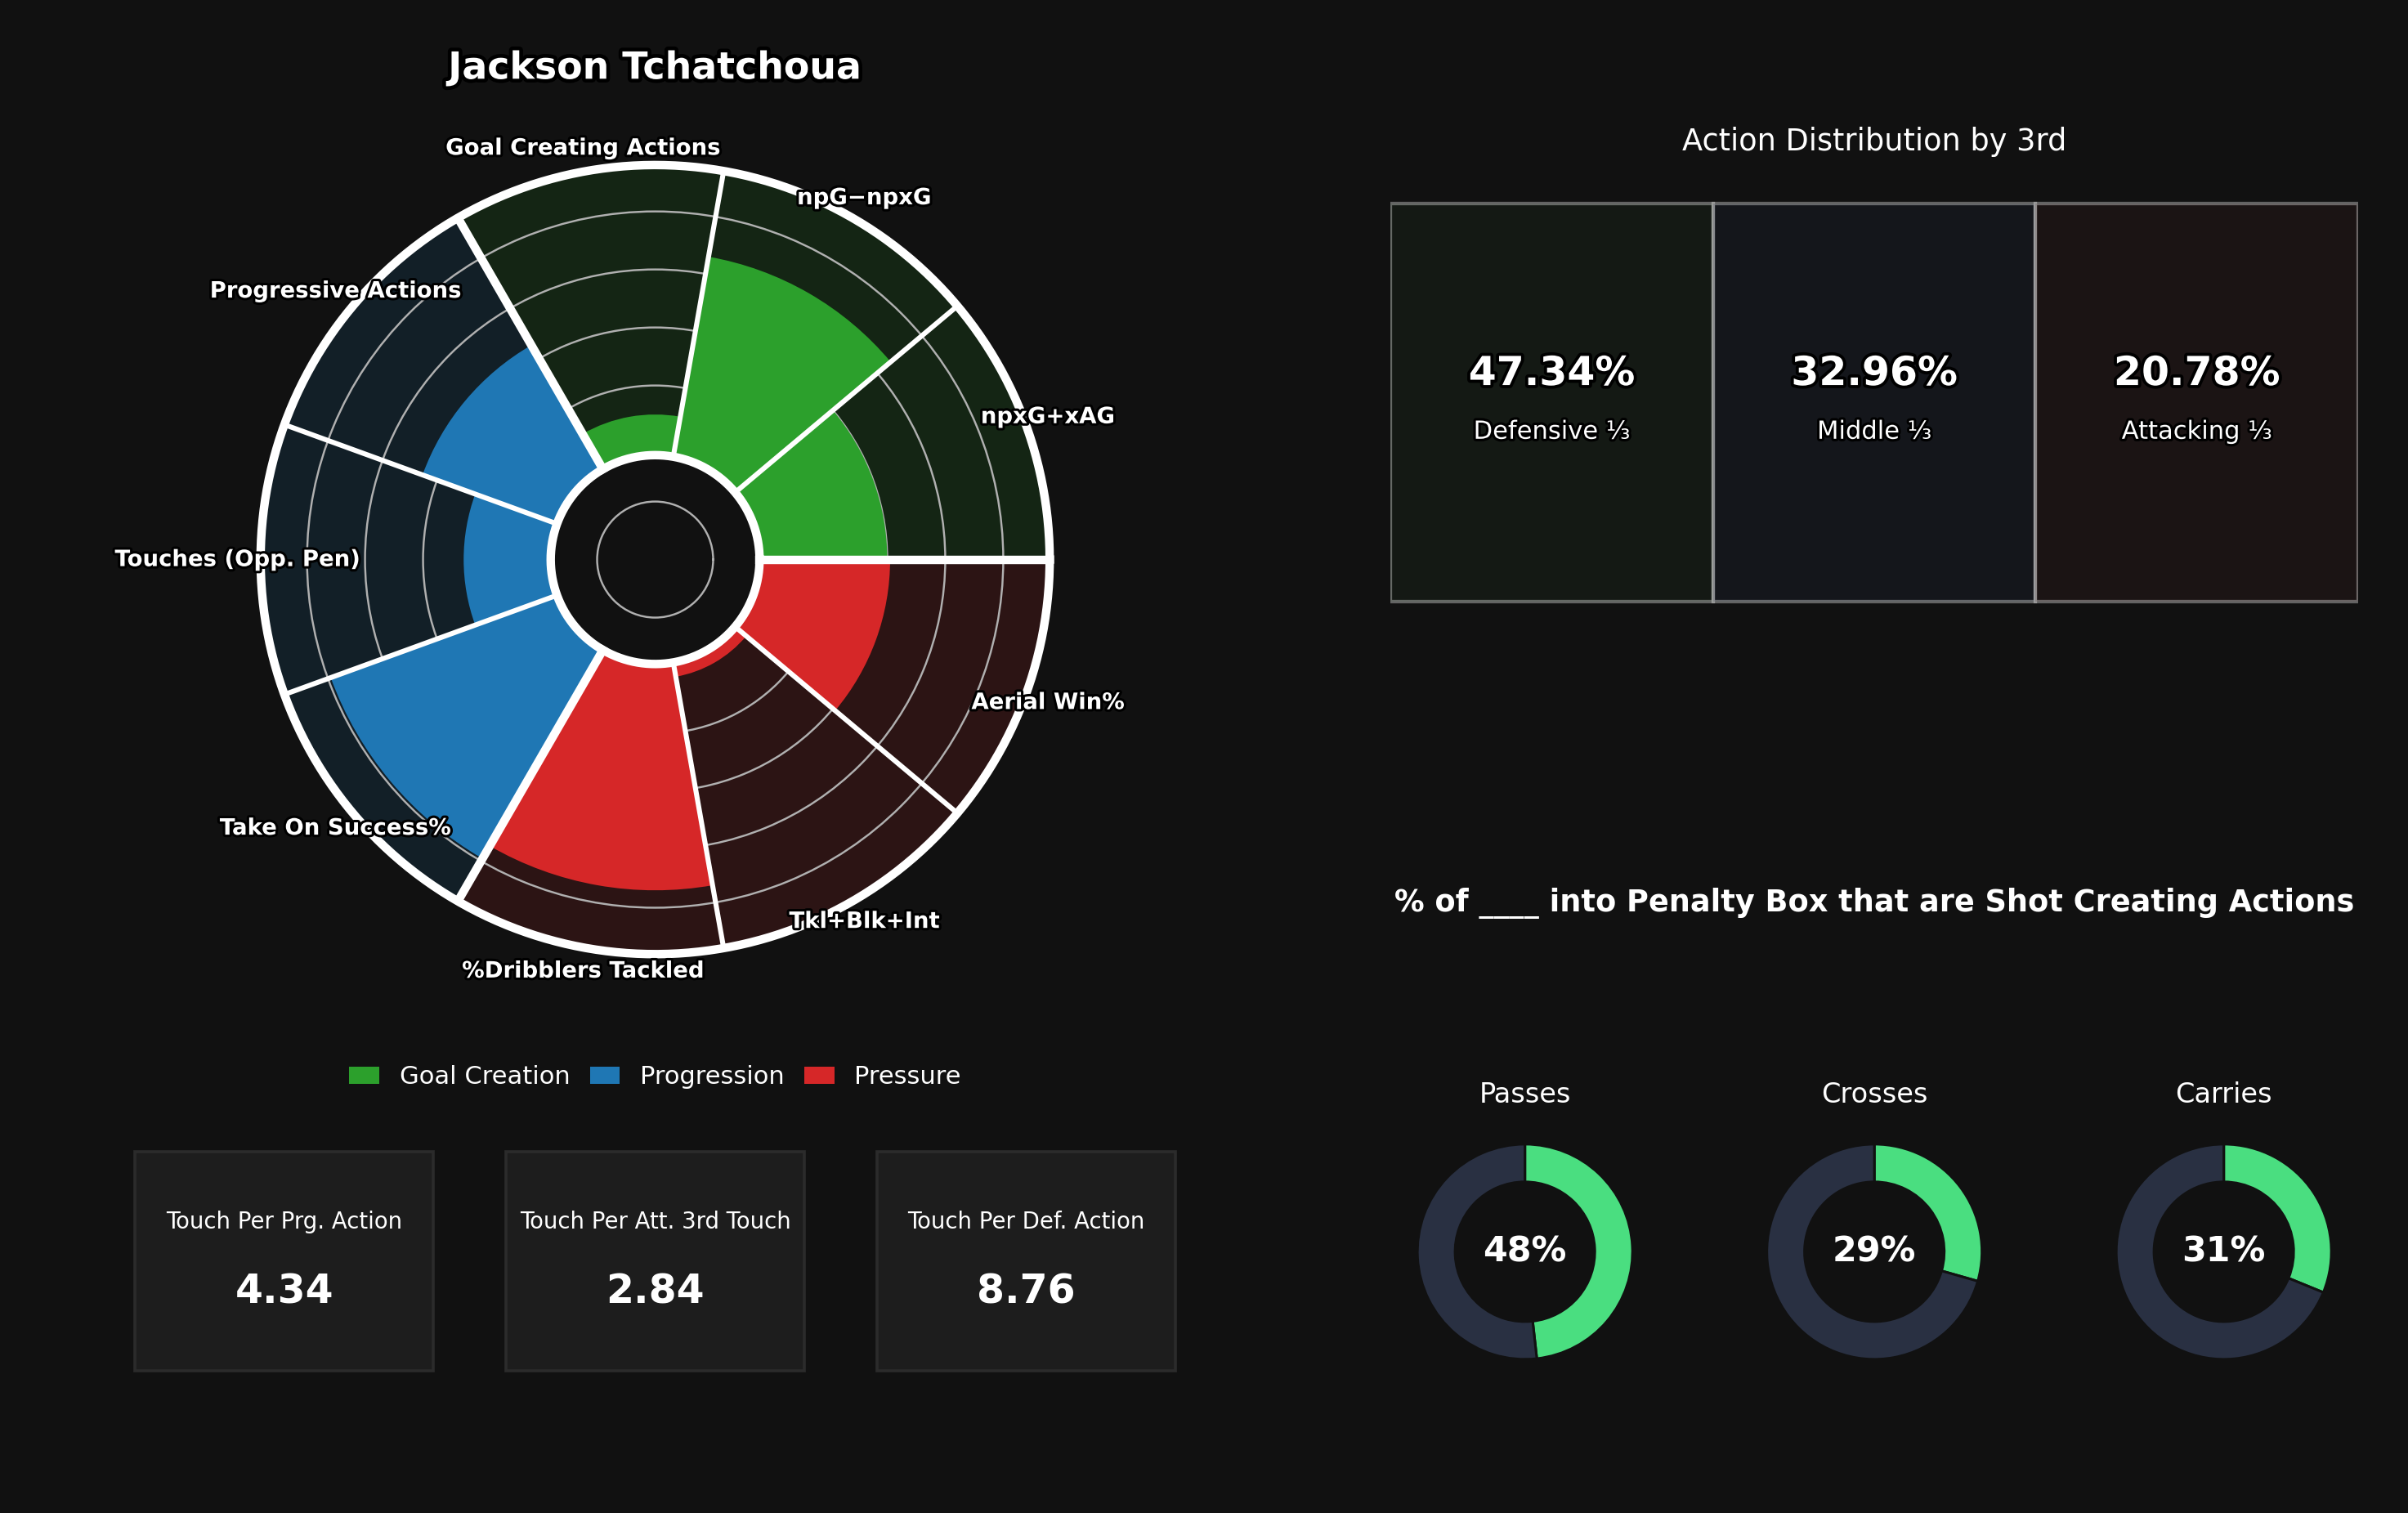 Jackson Tchatchoua
Goal Creating Actions
npG−npxG
Progressive Actions
npxG+xAG
Touches (Opp. Pen)
Aerial Win%
Take On Success%
Tkl+Blk+Int
%Dribblers Tackled
Goal Creation Progression Pressure
Touch Per Prg. Action
4.34
Touch Per Att. 3rd Touch
2.84
Touch Per Def. Action
8.76
Action Distribution by 3rd
47.34%
Defensive ⅓
32.96%
Middle ⅓
20.78%
Attacking ⅓
% of ____ into Penalty Box that are Shot Creating Actions
Passes
48%
Crosses
29%
Carries
31%